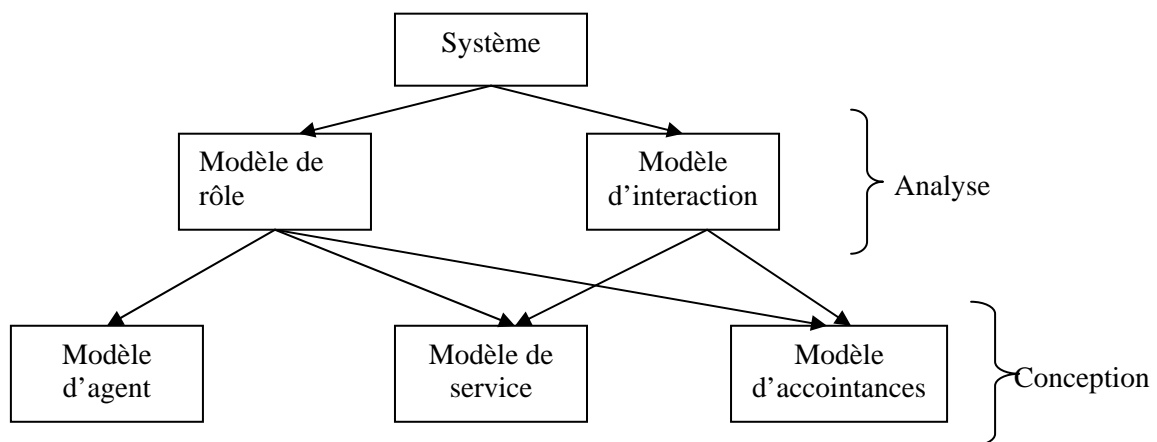 Système
Modèle de
rôle
Modèle
d’interaction
Analyse
Modèle
d’agent
Modèle de
service
Modèle
d’accointances
Conception